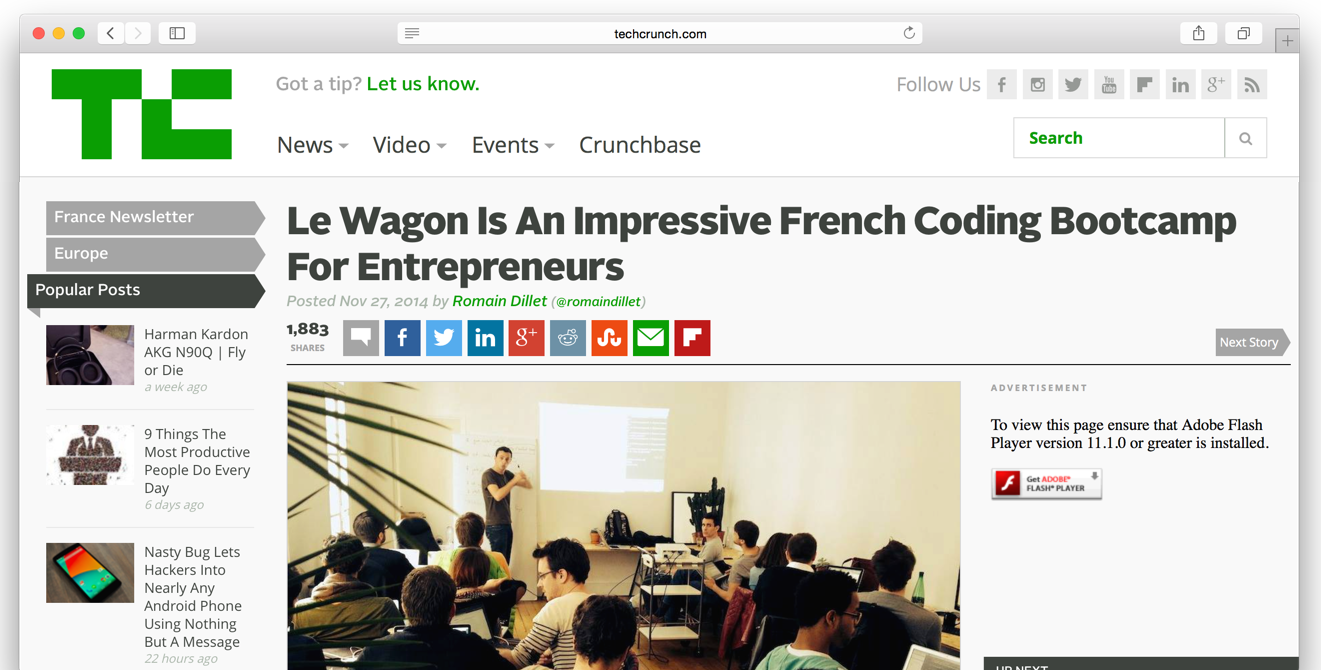 techcrunch.com
TC
Got a tip? Let us know.
Follow Us
News Video Events Crunchbase
Search
France Newsletter
Europe
Popular Posts
Harman Kardon
AKG N90Q | Fly
or Die
a week ago
9 Things The
Most Productive
People Do Every
Day
6 days ago
Nasty Bug Lets
Hackers Into
Nearly Any
Android Phone
Using Nothing
But A Message
22 hours ago
Le Wagon Is An Impressive French Coding Bootcamp
For Entrepreneurs
Posted Nov 27, 2014 by Romain Dillet (@romaindillet)
1,883
SHARES
Next Story
ADVERTISEMENT
To view this page ensure that Adobe Flash
Player version 11.1.0 or greater is installed.
Get ADOBE®
FLASH® PLAYER
UP NEXT